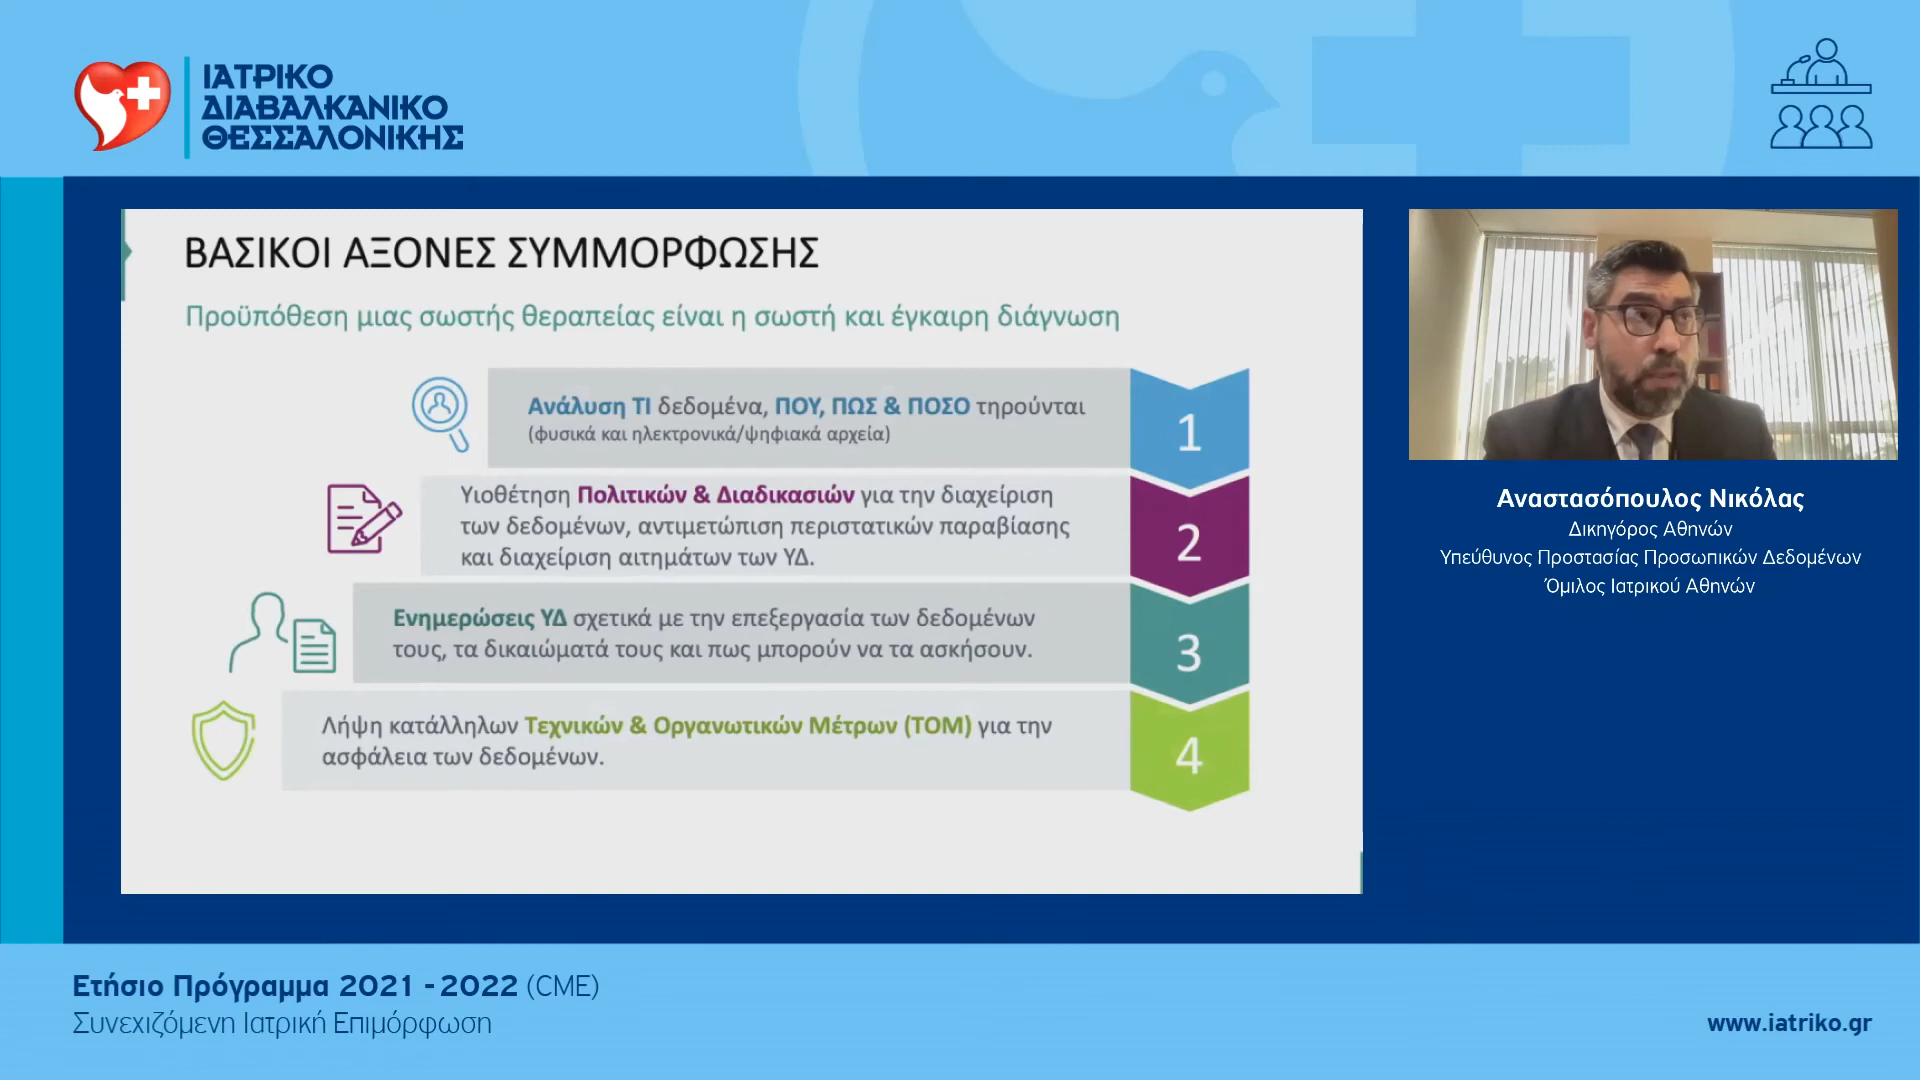 ΙΑΤΡΙΚΟ
ΔΙΑΒΑΛΚΑΝΙΚΟ
ΘΕΣΣΑΛΟΝΙΚΗΣ
ΒΑΣΙΚΟΙ ΑΞΟΝΕΣ ΣΥΜΜΟΡΦΩΣΗΣ
Προϋπόθεση μιας σωστής θεραπείας είναι η σωστή και έγκαιρη διάγνωση
Ανάλυση ΤΙ δεδομένα, ΠΟΥ, ΠΩΣ & ΠΟΣΟ τηρούνται
(φυσικά και ηλεκτρονικά/ψηφιακά αρχεία)
1
Υιοθέτηση Πολιτικών & Διαδικασιών για την διαχείριση
των δεδομένων, αντιμετώπιση περιστατικών παραβίασης
και διαχείριση αιτημάτων των ΥΔ.
2
Ενημερώσεις ΥΔ σχετικά με την επεξεργασία των δεδομένων
τους, τα δικαιώματά τους και πως μπορούν να τα ασκήσουν.
3
Λήψη κατάλληλων Τεχνικών & Οργανωτικών Μέτρων (ΤΟΜ) για την
ασφάλεια των δεδομένων.
4
Αναστασόπουλος Νικόλας
Δικηγόρος Αθηνών
Υπεύθυνος Προστασίας Προσωπικών Δεδομένων
Όμιλος Ιατρικού Αθηνών
Ετήσιο Πρόγραμμα 2021 - 2022 (CME)
Συνεχιζόμενη Ιατρική Επιμόρφωση
www.iatriko.gr